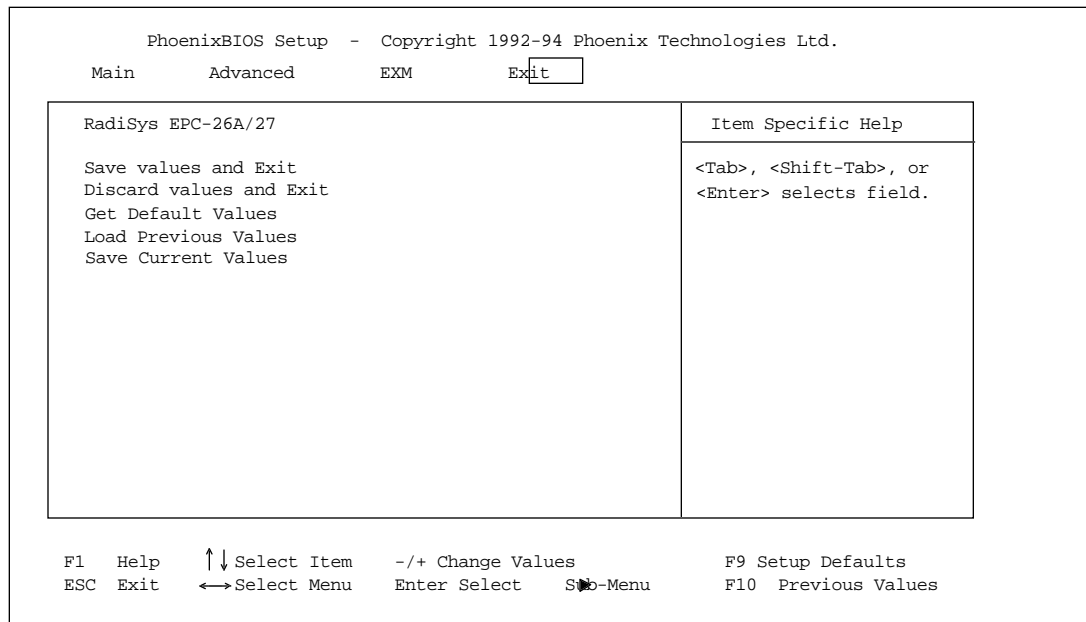 PhoenixBIOS Setup - Copyright 1992-94 Phoenix Technologies Ltd.
Main Advanced EXM Exit
RadiSys EPC-26A/27
Save values and Exit
Discard values and Exit
Get Default Values
Load Previous Values
Save Current Values
Item Specific Help
<Tab>, <Shift-Tab>, or
<Enter> selects field.
F1 Help ↑↓ Select Item -/+ Change Values F9 Setup Defaults
ESC Exit ←→ Select Menu Enter Select Sub-Menu F10 Previous Values